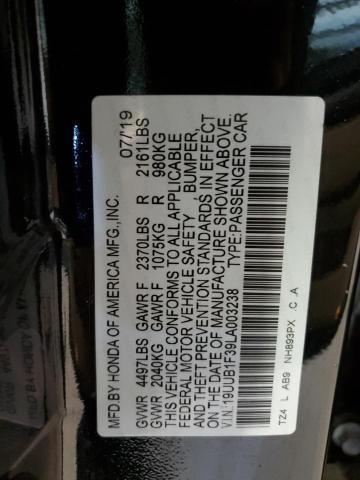 MFD.BY HONDA OF AMERICA MFG.,INC. 07/19
GVWR 4497LBS GAWR F 2370LBS R 2161LBS
GVWR 2040KG GAWR F 1075KG R 980KG
THIS VEHICLE CONFORMS TO ALL APPLICABLE
FEDERAL MOTOR VEHICLE SAFETY BUMPER,
AND THEFT PREVENTION STANDARDS IN EFFECT
ON THE DATE OF MANUFACTURE SHOWN ABOVE.
V.I.N:19UUB1F39LA003238 TYPE:PASSENGER CAR
TZ4 L AB9 NH893PX .C .A